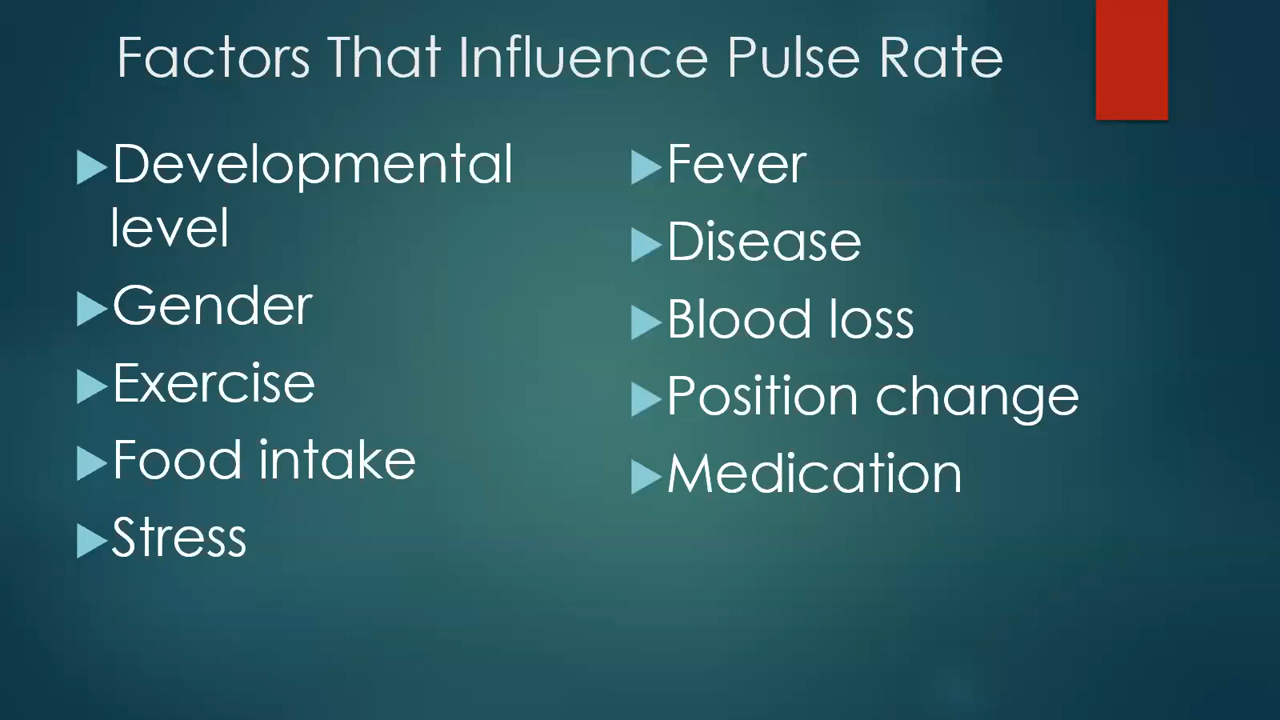 Factors That Influence Pulse Rate
Developmental
level
Gender
Exercise
Food intake
Stress
Fever
Disease
Blood loss
Position change
Medication